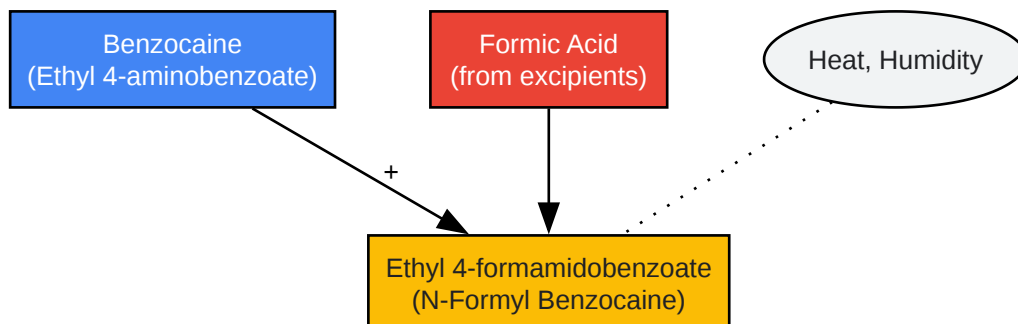 Benzocaine
(Ethyl 4-aminobenzoate)
Formic Acid
(from excipients)
Heat, Humidity
+
Ethyl 4-formamidobenzoate
(N-Formyl Benzocaine)